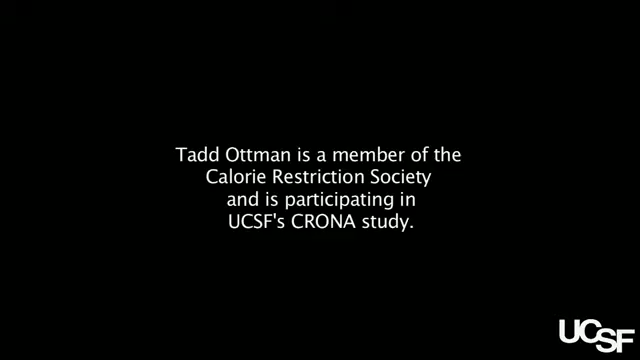 Tadd Ottman is a member of the
Calorie Restriction Society
and is participating in
UCSF's CRONA study.
UCSF